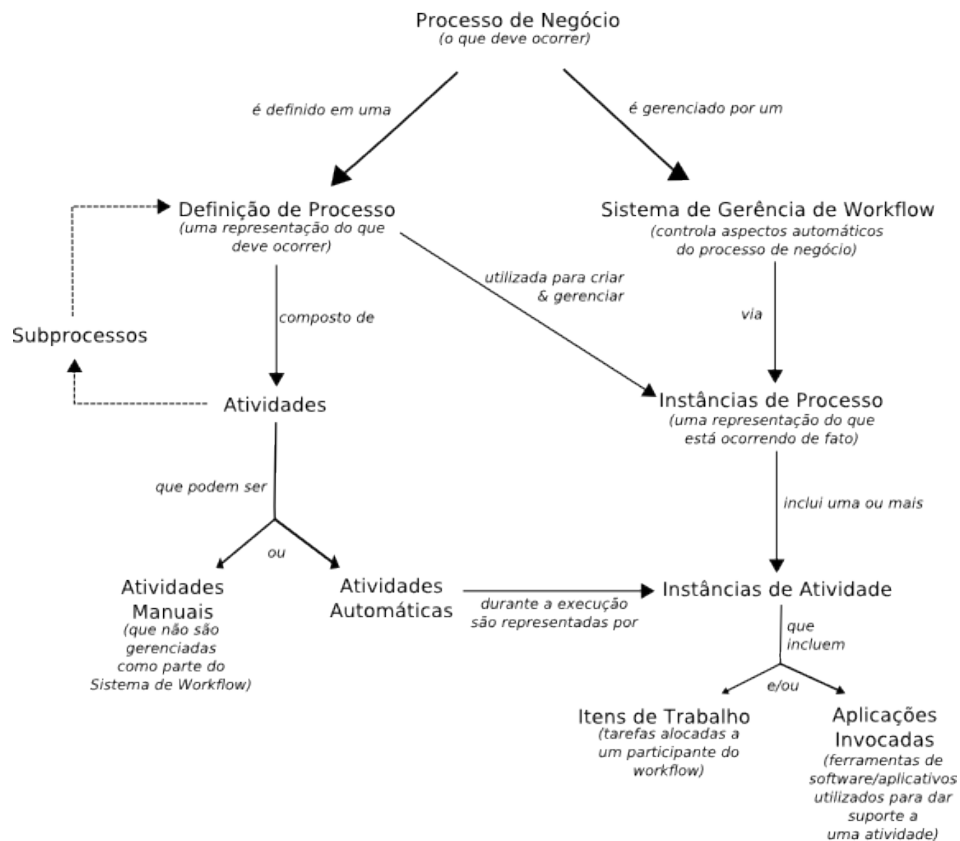 Processo de Negócio
(o que deve ocorrer)
é definido em uma
é gerenciado por um
Definição de Processo
(uma representação do que
deve ocorrer)
Sistema de Gerência de Workflow
(controla aspectos automáticos
do processo de negócio)
utilizada para criar
& gerenciar
composto de
via
Subprocessos
Atividades
Instâncias de Processo
(uma representação do que
está ocorrendo de fato)
que podem ser
inclui uma ou mais
ou
Atividades
Manuais
(que não são
gerenciadas
como parte do
Sistema de Workflow)
Atividades
Automáticas
durante a execução
são representadas por
Instâncias de Atividade
que
incluem
e/ou
Itens de Trabalho
(tarefas alocadas a
um participante do
workflow)
Aplicações
Invocadas
(ferramentas de
software/aplicativos
utilizados para dar
suporte a
uma atividade)